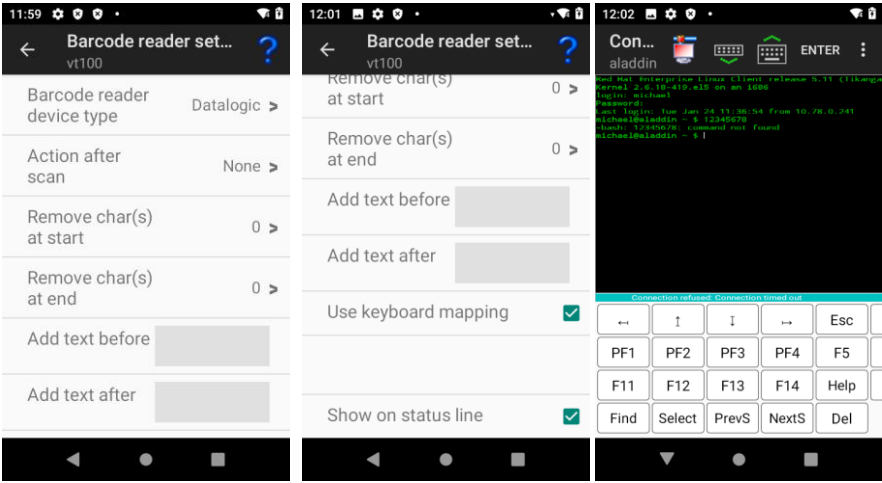 11:59
Barcode reader set...
vt100
?
Barcode reader
device type
Datalogic >
Action after
scan
None >
Remove char(s)
at start
0 >
Remove char(s)
at end
0 >
Add text before
Add text after
12:01
Barcode reader set...
vt100
?
Remove char(s)
at start
0 >
Remove char(s)
at end
0 >
Add text before
Add text after
Use keyboard mapping
Show on status line
12:02
Con...
aladdin
ENTER
Red Hat Enterprise Linux Client release 5.11 (Tikanga
Kernel 2.6.18-419.el5 on an i686
login: michael
Password:
Last login: Tue Jan 24 11:36:54 from 10.78.0.241
michael@aladdin ~ $ 12345678
-bash: 12345678: command not found
michael@aladdin ~ $
Connection refused: Connection timed out
Esc
PF1 PF2 PF3 PF4 F5
F11 F12 F13 F14 Help
Find Select PrevS NextS Del